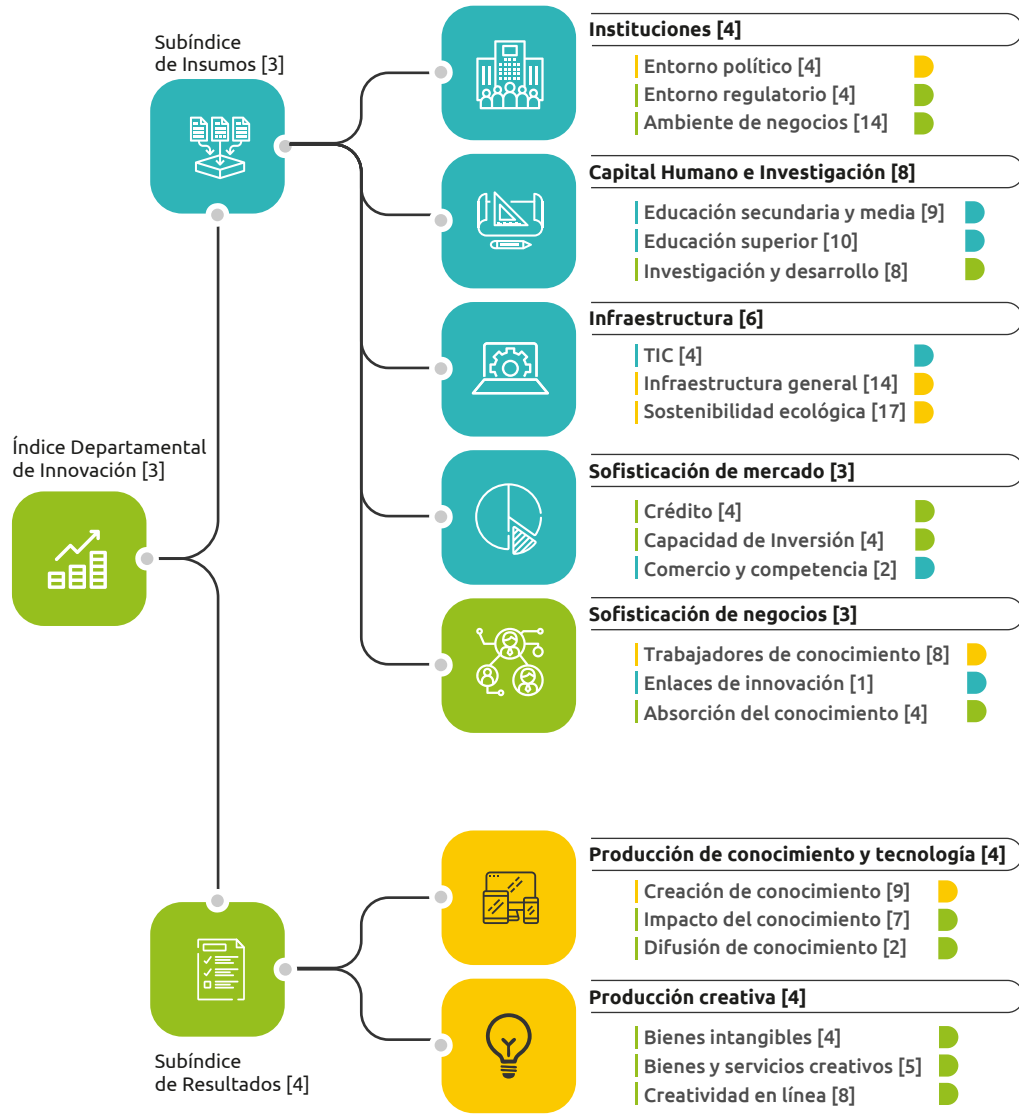 Subíndice
de Insumos [3]
Instituciones [4]
Entorno político [4]
Entorno regulatorio [4]
Ambiente de negocios [14]
Capital Humano e Investigación [8]
Educación secundaria y media [9]
Educación superior [10]
Investigación y desarrollo [8]
Infraestructura [6]
TIC [4]
Infraestructura general [14]
Sostenibilidad ecológica [17]
Índice Departamental
de Innovación [3]
Sofisticación de mercado [3]
Crédito [4]
Capacidad de Inversión [4]
Comercio y competencia [2]
Sofisticación de negocios [3]
Trabajadores de conocimiento [8]
Enlaces de innovación [1]
Absorción del conocimiento [4]
Producción de conocimiento y tecnología [4]
Creación de conocimiento [9]
Impacto del conocimiento [7]
Difusión de conocimiento [2]
Producción creativa [4]
Bienes intangibles [4]
Bienes y servicios creativos [5]
Creatividad en línea [8]
Subíndice
de Resultados [4]